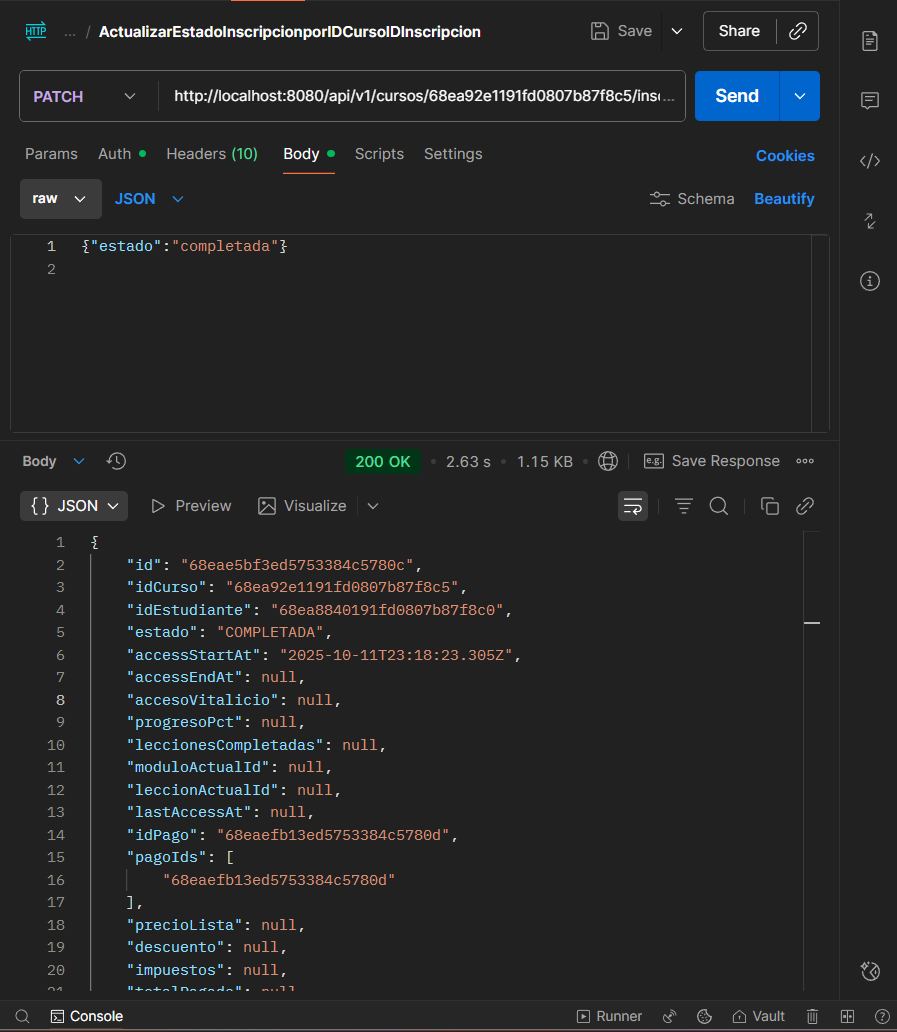 HTTP ... / ActualizarEstadoInscripcionporIDCursoIDInscripcion Save Share
PATCH http://localhost:8080/api/v1/cursos/68ea92e1191fd0807b87f8c5/insc... Send
Params Auth Headers (10) Body Scripts Settings Cookies
raw JSON Schema Beautify
1 {"estado":"completada"}
2
Body 200 OK 2.63 s 1.15 KB e.g. Save Response
{} JSON Preview Visualize
1 {
2 "id": "68eae5bf3ed5753384c5780c",
3 "idCurso": "68ea92e1191fd0807b87f8c5",
4 "idEstudiante": "68ea8840191fd0807b87f8c0",
5 "estado": "COMPLETADA",
6 "accessStartAt": "2025-10-11T23:18:23.305Z",
7 "accessEndAt": null,
8 "accesoVitalicio": null,
9 "progresoPct": null,
10 "leccionesCompletadas": null,
11 "moduloActualId": null,
12 "leccionActualId": null,
13 "lastAccessAt": null,
14 "idPago": "68eaefb13ed5753384c5780d",
15 "pagoIds": [
16 "68eaefb13ed5753384c5780d"
17 ],
18 "precioLista": null,
19 "descuento": null,
20 "impuestos": null,
21 "totalPagado": null
Console Runner Vault